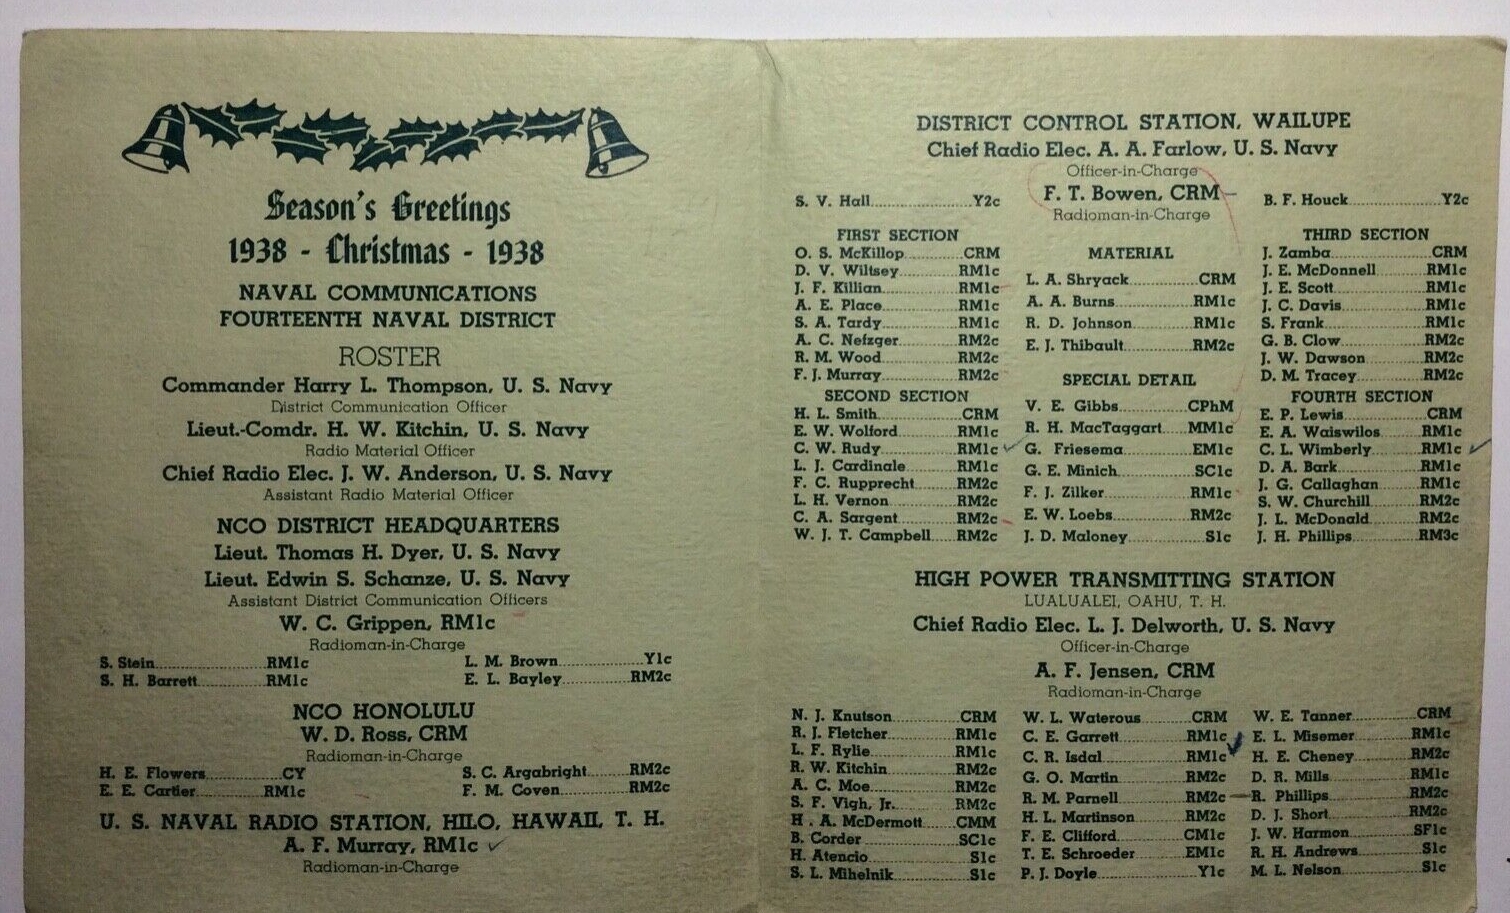 Season's Greetings
1938 - Christmas - 1938
NAVAL COMMUNICATIONS
FOURTEENTH NAVAL DISTRICT
ROSTER
Commander Harry L. Thompson, U. S. Navy
District Communication Officer
Lieut.-Comdr. H. W. Kitchin, U. S. Navy
Radio Material Officer
Chief Radio Elec. J. W. Anderson, U. S. Navy
Assistant Radio Material Officer
NCO DISTRICT HEADQUARTERS
Lieut. Thomas H. Dyer, U. S. Navy
Lieut. Edwin S. Schanze, U. S. Navy
Assistant District Communication Officers
W. C. Grippen, RM1c
Radioman-in-Charge
S. Stein RM1c
S. H. Barrett RM1c
L. M. Brown Y1c
E. L. Bayley RM2c
NCO HONOLULU
W. D. Ross, CRM
Radioman-in-Charge
H. E. Flowers CY
E. E. Cartier RM1c
S. C. Argabright RM2c
F. M. Coven RM2c
U. S. NAVAL RADIO STATION, HILO, HAWAII, T. H.
A. F. Murray, RM1c
Radioman-in-Charge
DISTRICT CONTROL STATION, WAILUPE
Chief Radio Elec. A. A. Farlow, U. S. Navy
Officer-in-Charge
F. T. Bowen, CRM
Radioman-in-Charge
S. V. Hall Y2c
FIRST SECTION
O. S. McKillop CRM
D. V. Wiltsey RM1c
J. F. Killian RM1c
A. E. Place RM1c
S. A. Tardy RM1c
A. C. Nefzger RM2c
R. M. Wood RM2c
F. J. Murray RM2c
SECOND SECTION
H. L. Smith CRM
E. W. Wolford RM1c
C. W. Rudy RM1c
L. J. Cardinale RM1c
F. C. Rupprecht RM2c
L. H. Vernon RM2c
C. A. Sargent RM2c
W. J. T. Campbell RM2c
MATERIAL
L. A. Shryack CRM
A. A. Burns RM1c
R. D. Johnson RM1c
E. J. Thibault RM2c
SPECIAL DETAIL
V. E. Gibbs CPhM
R. H. MacTaggart MM1c
G. Friesema EM1c
G. E. Minich SC1c
F. J. Zilker RM1c
E. W. Loebs RM2c
J. D. Maloney S1c
B. F. Houck Y2c
THIRD SECTION
J. Zamba CRM
J. E. McDonnell RM1c
J. E. Scott RM1c
J. C. Davis RM1c
S. Frank RM1c
G. B. Clow RM2c
J. W. Dawson RM2c
D. M. Tracey RM2c
FOURTH SECTION
E. P. Lewis CRM
E. A. Waiswilos RM1c
C. L. Wimberly RM1c
D. A. Bark RM1c
J. G. Callaghan RM1c
S. W. Churchill RM2c
J. L. McDonald RM2c
J. H. Phillips RM3c
HIGH POWER TRANSMITTING STATION
LUALUALEI, OAHU, T. H.
Chief Radio Elec. L. J. Delworth, U. S. Navy
Officer-in-Charge
A. F. Jensen, CRM
Radioman-in-Charge
N. J. Knutson CRM
R. J. Fletcher RM1c
L. F. Rylie RM1c
R. W. Kitchin RM2c
A. C. Moe RM2c
S. F. Vigh, Jr. RM2c
H . A. McDermott CMM
B. Corder SC1c
H. Atencio S1c
S. L. Mihelnik S1c
W. L. Waterous CRM
C. E. Garrett RM1c
C. R. Isdal RM1c
G. O. Martin RM2c
R. M. Parnell RM2c
H. L. Martinson RM2c
F. E. Clifford CM1c
T. E. Schroeder EM1c
P. J. Doyle Y1c
W. E. Tanner CRM
E. L. Misemer RM1c
H. E. Cheney RM2c
D. R. Mills RM1c
R. Phillips RM2c
D. J. Short RM2c
J. W. Harmon SF1c
R. H. Andrews S1c
M. L. Nelson S1c